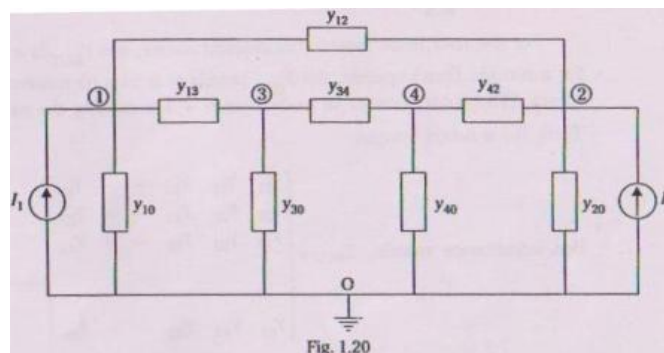 y12
① y13 ③ y34 ④ y42 ②
I1 y10 y30 y40 y20 I
O
Fig. 1.20